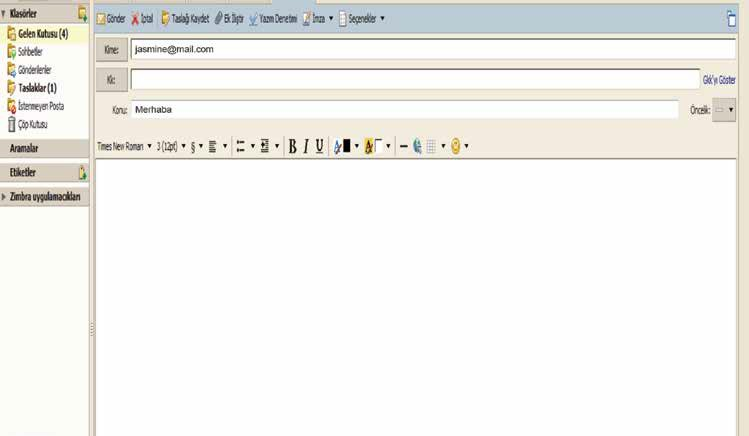 Klasörler
Gelen Kutusu (4)
Sohbetler
Gönderilenler
Taslaklar (1)
İstenmeyen Posta
Çöp Kutusu
Aramalar
Etiketler
Zimbra uygulamacıkları
Gönder İptal Taslağı Kaydet Ek İliştir Yazım Denetimi İmza Seçenekler
Kime: jasmine@mail.com
Kk: Gkk'yı Göster
Konu: Merhaba Öncelik:
Times New Roman 3 (12pt) § B I U A A